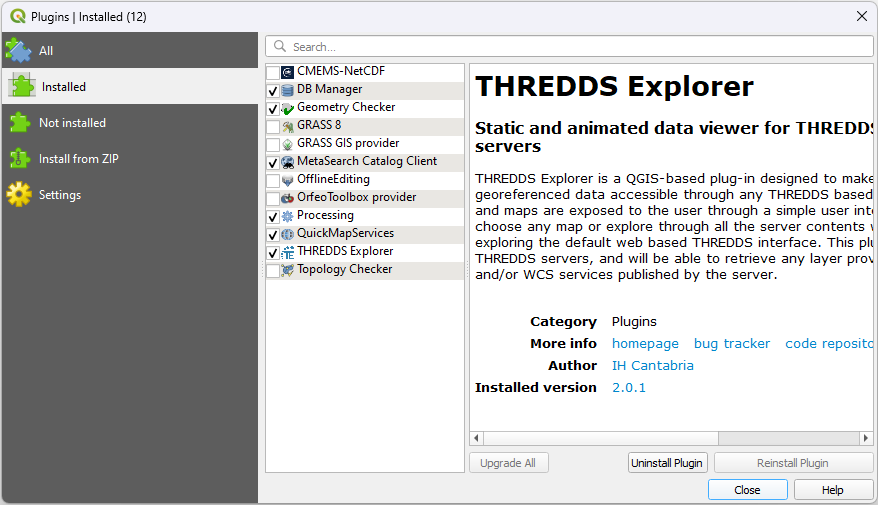 Plugins | Installed (12)
All
Installed
Not installed
Install from ZIP
Settings
Search...
CMEMS-NetCDF
DB Manager
Geometry Checker
GRASS 8
GRASS GIS provider
MetaSearch Catalog Client
OfflineEditing
OrfeoToolbox provider
Processing
QuickMapServices
THREDDS Explorer
Topology Checker
THREDDS Explorer
Static and animated data viewer for THREDDS
servers
THREDDS Explorer is a QGIS-based plug-in designed to make
georeferenced data accessible through any THREDDS based
and maps are exposed to the user through a simple user int
choose any map or explore through all the server contents
exploring the default web based THREDDS interface. This plu
THREDDS servers, and will be able to retrieve any layer prov
and/or WCS services published by the server.
Category Plugins
More info homepage bug tracker code reposito
Author IH Cantabria
Installed version 2.0.1
Upgrade All Uninstall Plugin Reinstall Plugin
Close Help